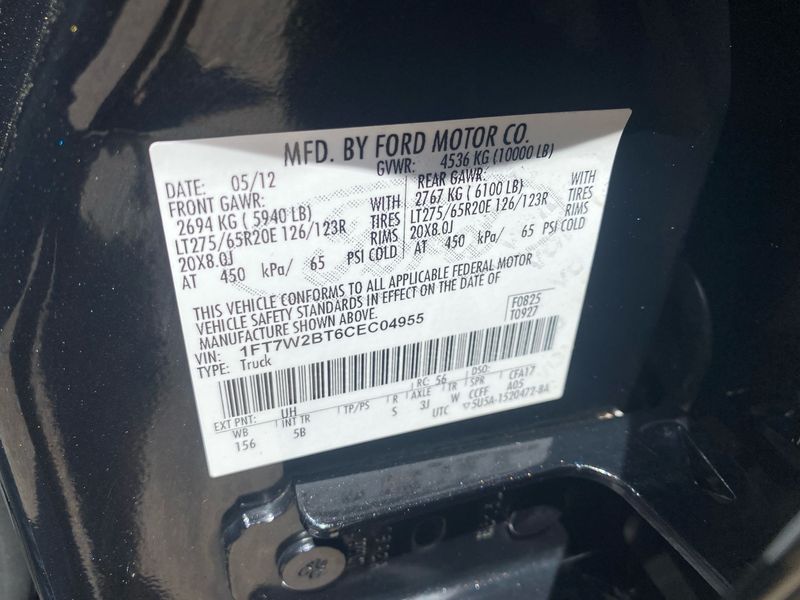 MFD. BY FORD MOTOR CO.
DATE: 05/12 GVWR: 4536 KG (10000 LB)
FRONT GAWR: REAR GAWR:
2694 KG ( 5940 LB) WITH 2767 KG ( 6100 LB) WITH
LT275/65R20E 126/123R TIRES LT275/65R20E 126/123R TIRES
20X8.0J RIMS 20X8.0J RIMS
AT 450 kPa/ 65 PSI COLD AT 450 kPa/ 65 PSI COLD
THIS VEHICLE CONFORMS TO ALL APPLICABLE FEDERAL MOTOR
VEHICLE SAFETY STANDARDS IN EFFECT ON THE DATE OF
MANUFACTURE SHOWN ABOVE.
F0825
VIN: 1FT7W2BT6CEC04955 T0927
TYPE: Truck
RC: 56 DSO:
EXT PNT: UH AXLE TR SPR CFA17
WB INT TR TP/PS R
156 5B S 3J W CCFF A05
UTC 5U5A-1520472-BA